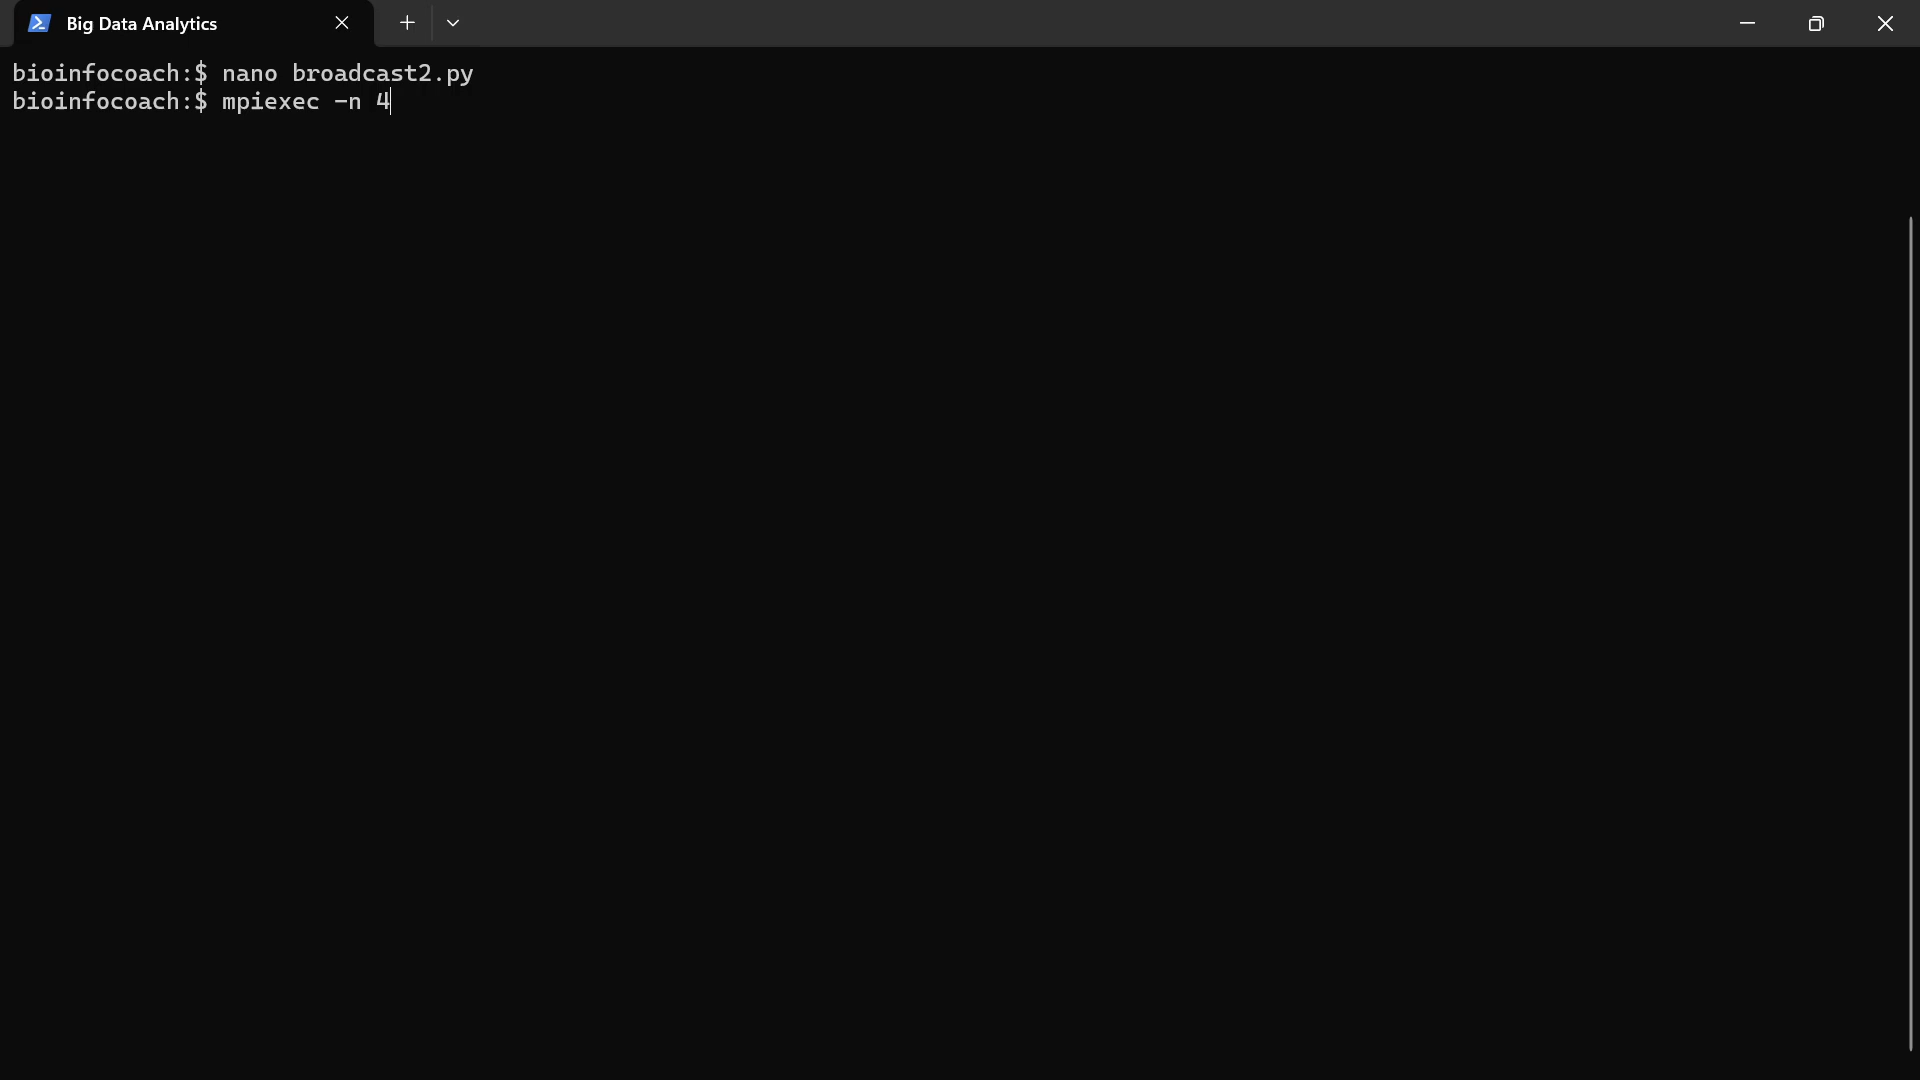 Big Data Analytics
bioinfocoach:$ nano broadcast2.py
bioinfocoach:$ mpiexec -n 4